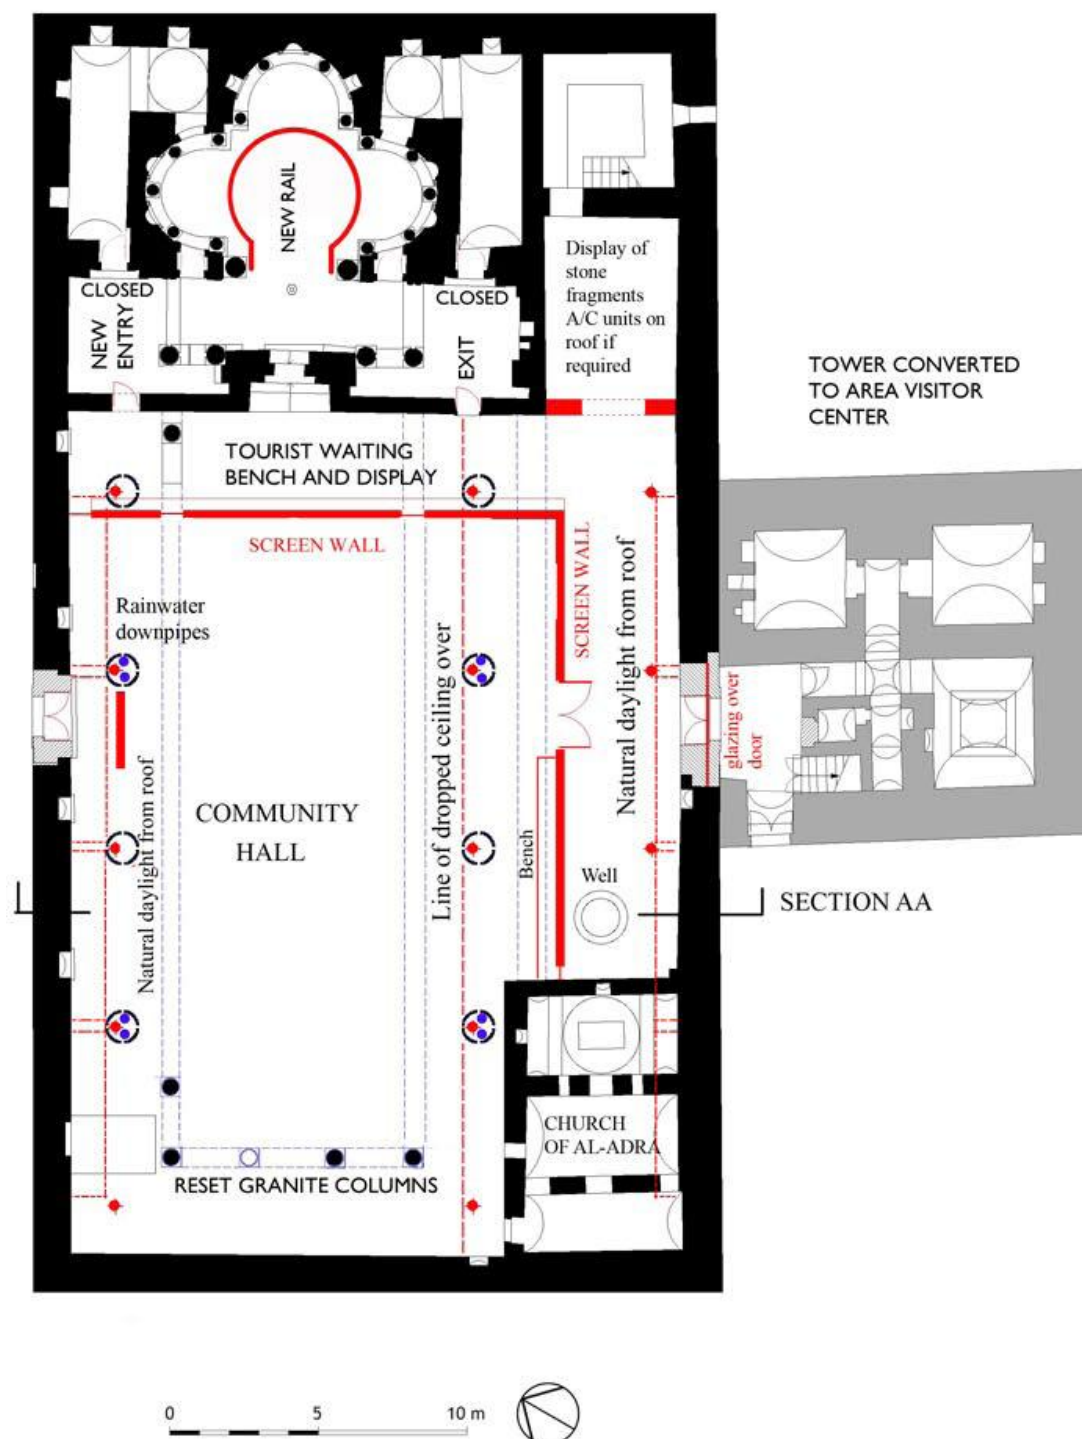 NEW RAIL
Display of
stone
fragments
A/C units on
roof if
required
CLOSED
NEW
ENTRY
CLOSED
EXIT
TOWER CONVERTED
TO AREA VISITOR
CENTER
TOURIST WAITING
BENCH AND DISPLAY
SCREEN WALL
SCREEN WALL
Rainwater
downpipes
Line of dropped ceiling over
Natural daylight from roof
glazing over
door
Natural daylight from roof
COMMUNITY
HALL
Bench
Well
SECTION AA
CHURCH
OF AL-ADRA
RESET GRANITE COLUMNS
0 5 10 m